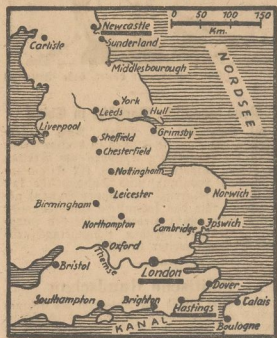 0 50 100 150
Km.
Newcastle
Carlisle
Sunderland
Middlesbourough
NORDSEE
York
Leeds
Hull
Liverpool
Grimsby
Sheffield
Chesterfield
Nottingham
Leicester
Norwich
Birmingham
Northampton
Cambridge
Ipswich
Oxford
Themse
Bristol
London
Dover
Southampton
Brighton
Hastings
Calais
KANAL
Boulogne